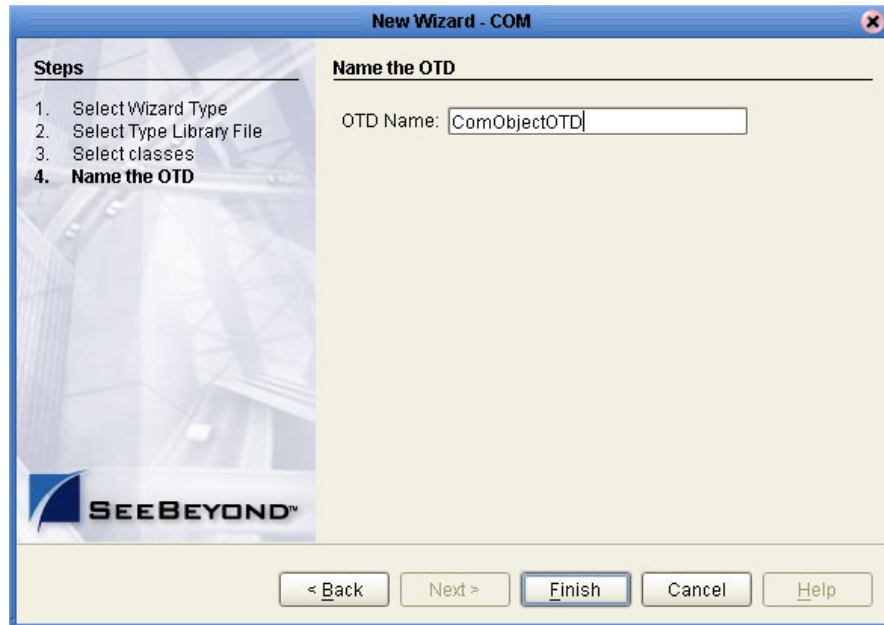 New Wizard - COM
Steps
1. Select Wizard Type
2. Select Type Library File
3. Select classes
4. Name the OTD
Name the OTD
OTD Name: ComObjectOTD
SEEBEYOND™
< Back Next > Finish Cancel Help